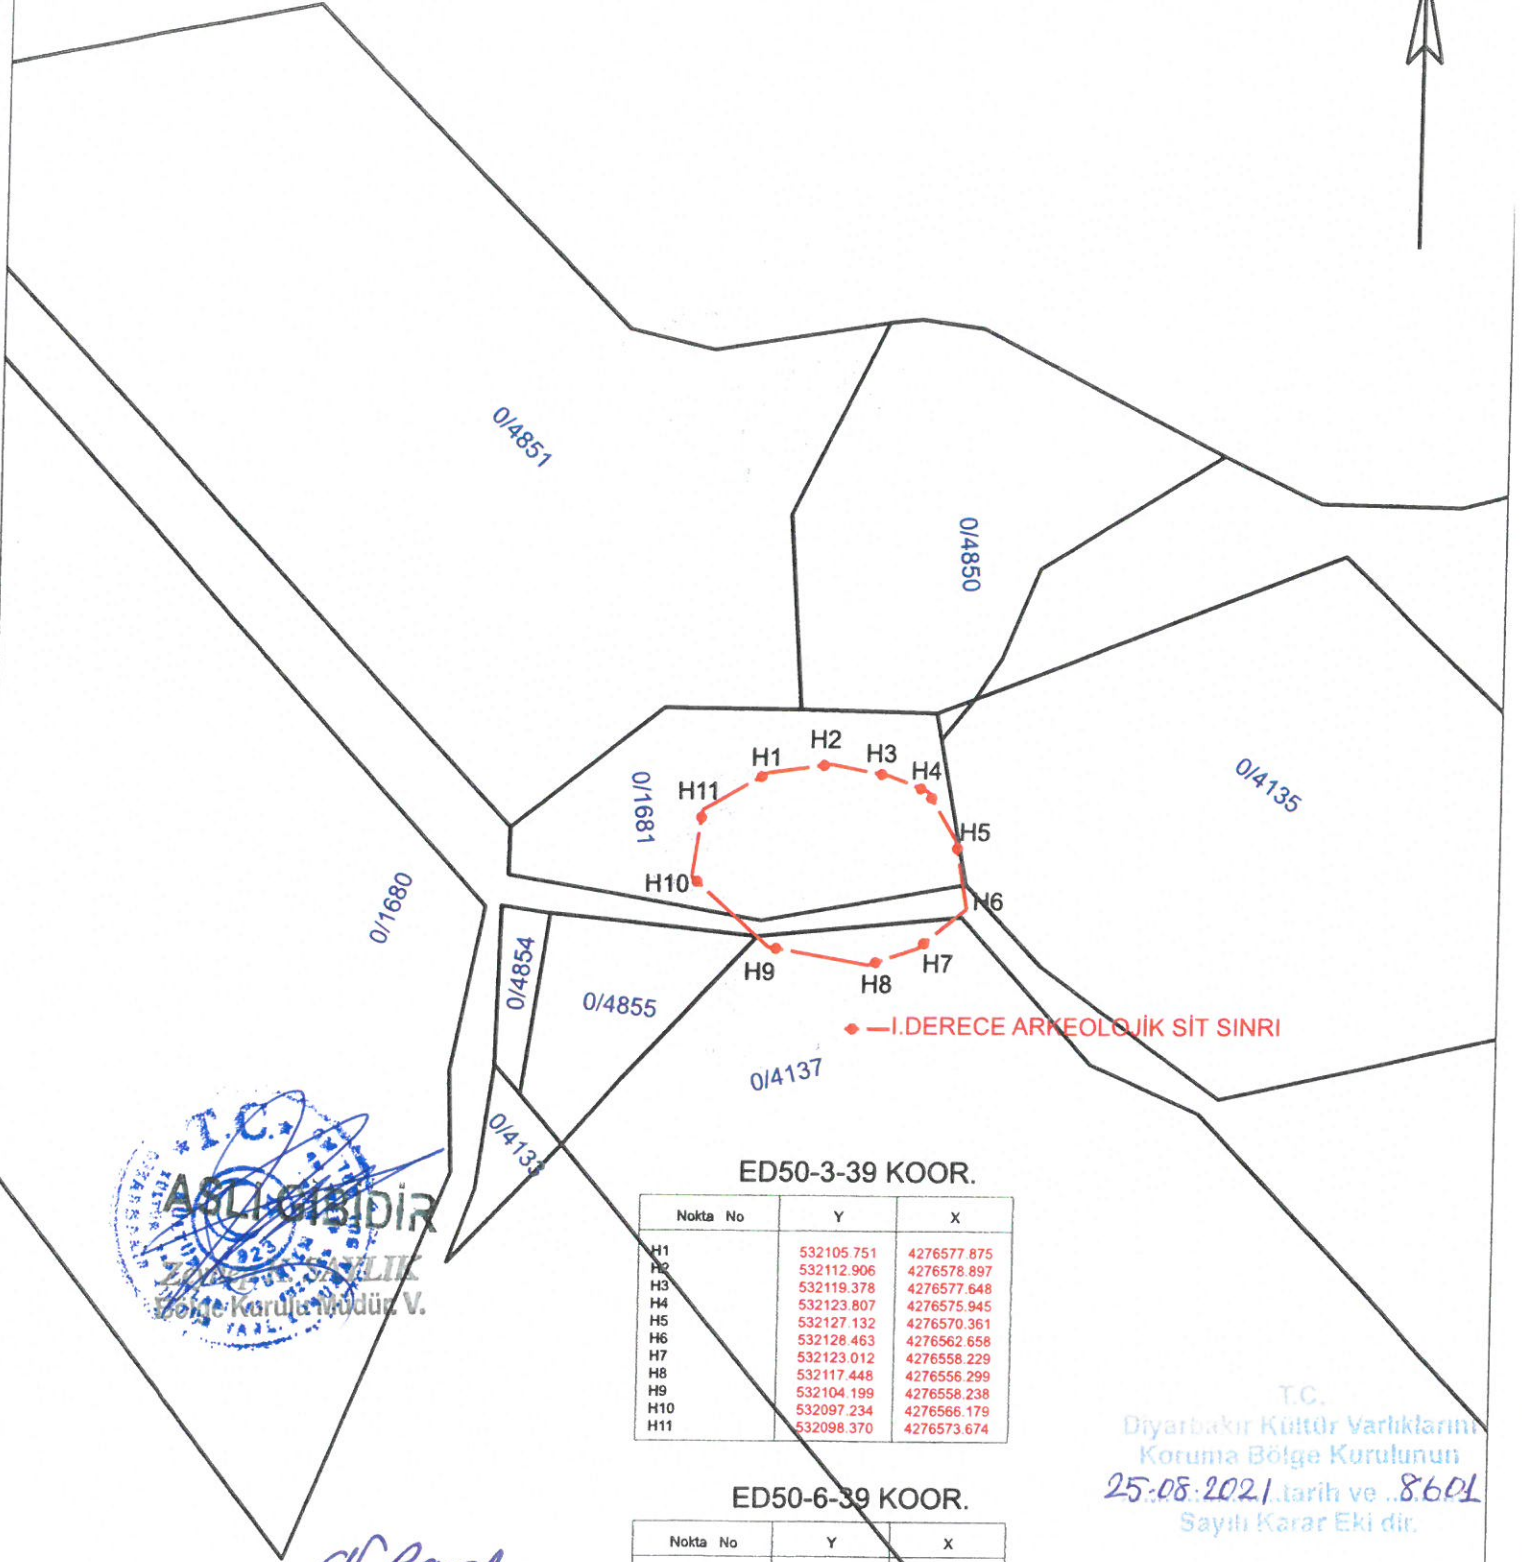 0/4851
0/4850
0/4135
H1
H2
H3
H4
H5
H6
H7
H8
H9
H10
H11
0/1681
0/1680
0/4854
0/4855
I.DERECE ARKEOLOJİK SİT SINRI
0/4137
0/4133
T.C.
ASLI GİBİDİR
SAYLIK
Bölge Kurulu Müdür. V.
ED50-3-39 KOOR.
Nokta No Y X
H1 532105.751 4276577.875
H2 532112.906 4276578.897
H3 532119.378 4276577.648
H4 532123.807 4276575.945
H5 532127.132 4276570.361
H6 532128.463 4276562.658
H7 532123.012 4276558.229
H8 532117.448 4276556.299
H9 532104.199 4276558.238
H10 532097.234 4276566.179
H11 532098.370 4276573.674
ED50-6-39 KOOR.
Nokta No Y X
T.C.
Diyarbakır Kültür Varlıklarını
Koruma Bölge Kurulunun
25.08.2021 tarih ve 8601
Sayılı Karar Eki dir.